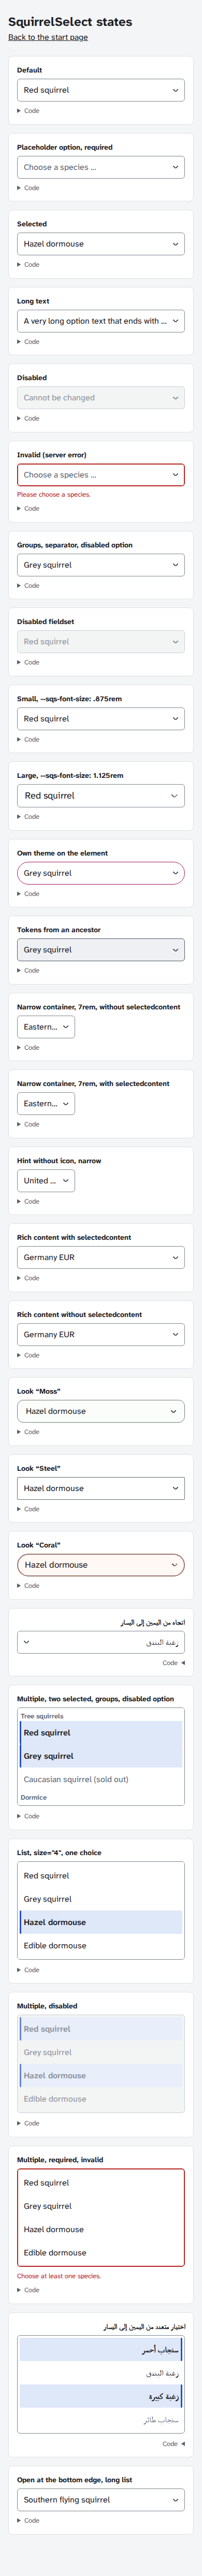 SquirrelSelect states
Back to the start page
Default
Red squirrel
Code
Placeholder option, required
Choose a species ...
Code
Selected
Hazel dormouse
Code
Long text
A very long option text that ends with ...
Code
Disabled
Cannot be changed
Code
Invalid (server error)
Choose a species ...
Please choose a species.
Code
Groups, separator, disabled option
Grey squirrel
Code
Disabled fieldset
Red squirrel
Code
Small, --sqs-font-size: .875rem
Red squirrel
Code
Large, --sqs-font-size: 1.125rem
Red squirrel
Code
Own theme on the element
Grey squirrel
Code
Tokens from an ancestor
Grey squirrel
Code
Narrow container, 7rem, without selectedcontent
Eastern...
Code
Narrow container, 7rem, with selectedcontent
Eastern...
Code
Hint without icon, narrow
United ...
Code
Rich content with selectedcontent
Germany EUR
Code
Rich content without selectedcontent
Germany EUR
Code
Look “Moss”
Hazel dormouse
Code
Look “Steel”
Hazel dormouse
Code
Look “Coral”
Hazel dormouse
Code
اتجاه من اليمين إلى اليسار
زغبة البندق
Code
Multiple, two selected, groups, disabled option
Tree squirrels
Red squirrel
Grey squirrel
Caucasian squirrel (sold out)
Dormice
Code
List, size="4", one choice
Red squirrel
Grey squirrel
Hazel dormouse
Edible dormouse
Code
Multiple, disabled
Red squirrel
Grey squirrel
Hazel dormouse
Edible dormouse
Code
Multiple, required, invalid
Red squirrel
Grey squirrel
Hazel dormouse
Edible dormouse
Please choose at least one species.
Code
اختيار متعدد من اليمين إلى اليسار
سنجاب أحمر
زغبة البندق
زغبة كبيرة
سنجاب طائر
Code
Open at the bottom edge, long list
Southern flying squirrel
Code